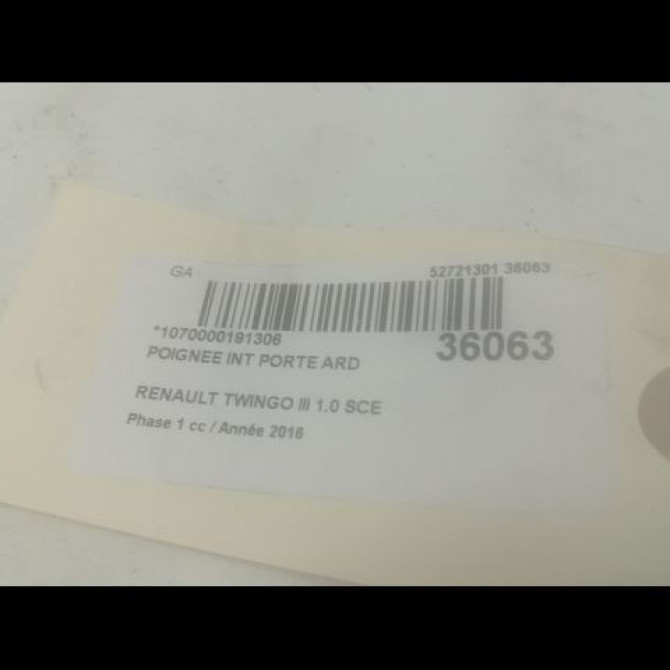 GA 52721301 36063
*1070000191306 36063
POIGNEE INT PORTE ARD
RENAULT TWINGO III 1.0 SCE
Phase 1 cc / Année 2016